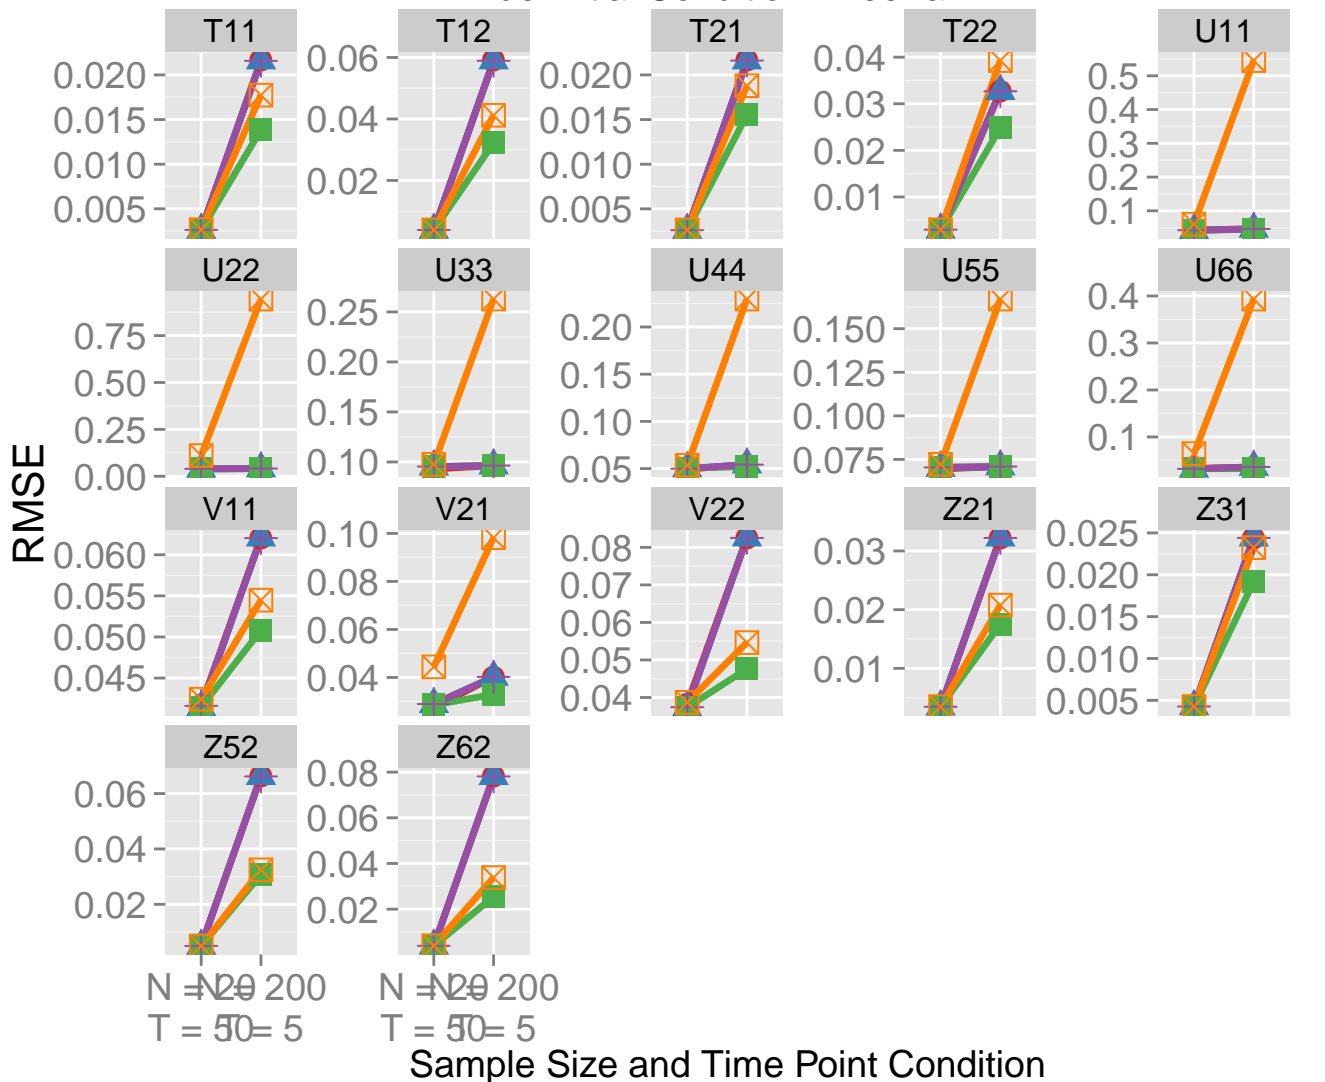 T11 T12 T21 T22 U11
0.020 0.06 0.020 0.04 0.5
0.015 0.04 0.015 0.03 0.4
0.010 0.02 0.010 0.02 0.3
0.005 0.005 0.01 0.2
0.1
U22 U33 U44 U55 U66
0.75 0.25 0.20 0.150 0.4
0.50 0.20 0.15 0.125 0.3
0.25 0.15 0.10 0.100 0.2
0.00 0.10 0.05 0.075 0.1
RMSE
V11 V21 V22 Z21 Z31
0.060 0.10 0.08 0.03 0.025
0.055 0.08 0.07 0.02 0.020
0.050 0.06 0.06 0.01 0.015
0.045 0.04 0.05 0.010
0.04 0.005
Z52 Z62
0.06 0.08
0.04 0.06
0.02 0.04
0.02
N = 20 N = 200 N = 20 N = 200
T = 50 T = 5 T = 50 T = 5
Sample Size and Time Point Condition